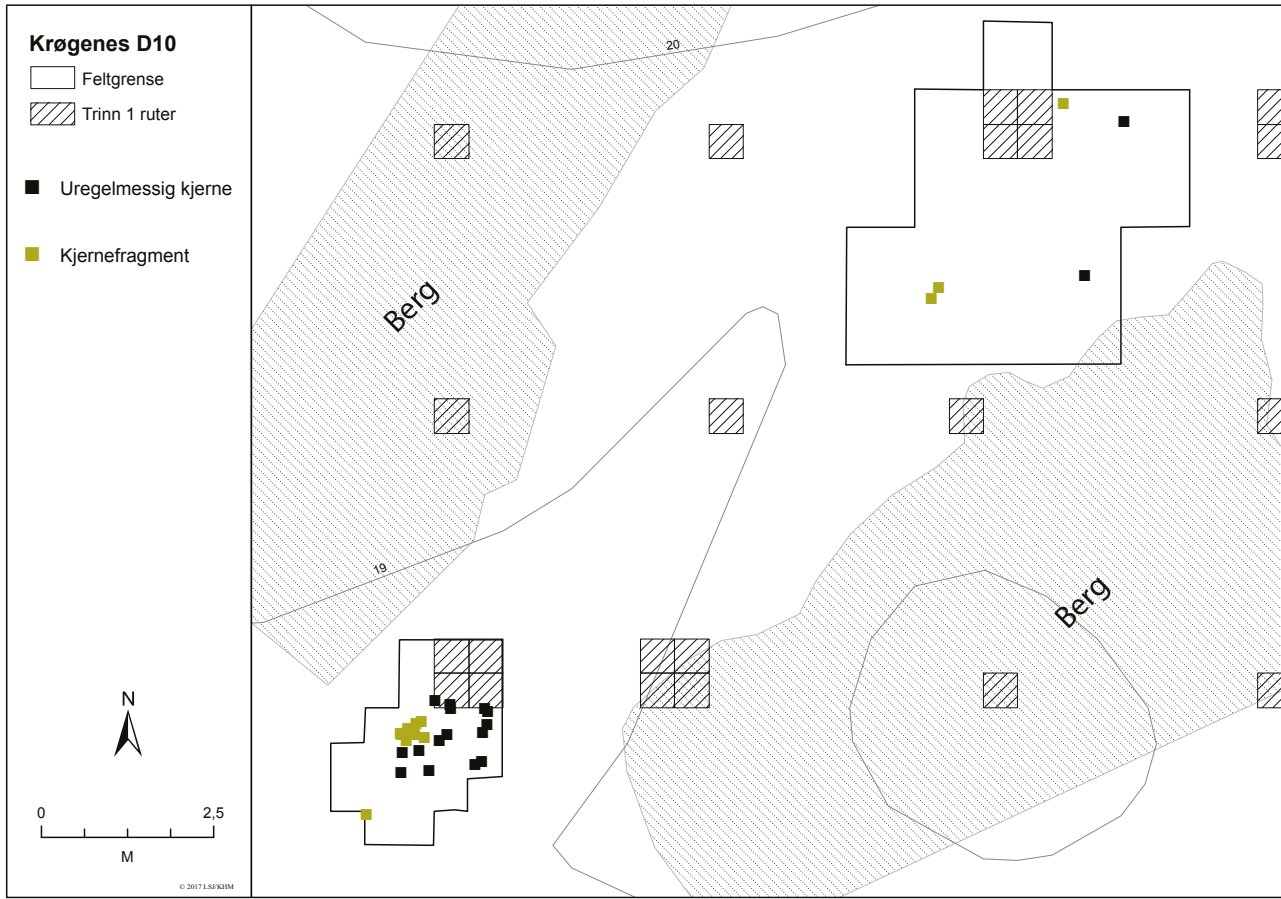 Krøgenes D10
Feltgrense
Trinn 1 ruter
Uregelmessig kjerne
Kjernefragment
N
0 2,5
M
© 2017 LSJ/KHM
20
Berg
19
Berg